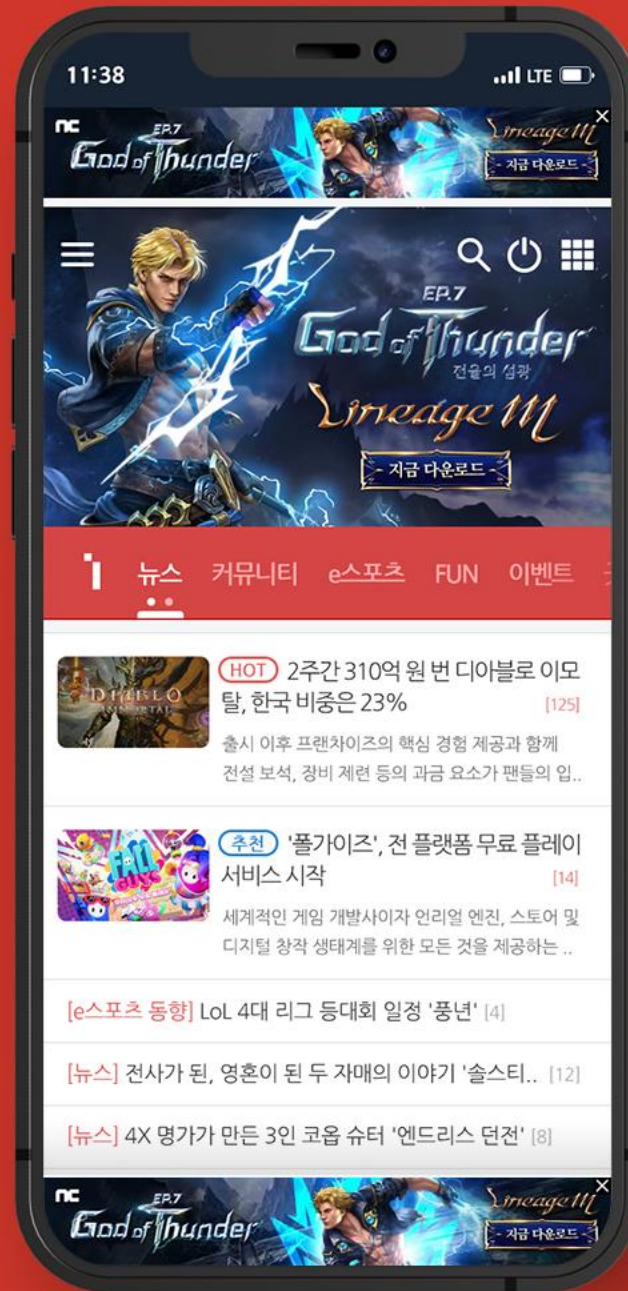 11:38
LTE
nc
EP.7
God of Thunder
Lineage M
- 지금 다운로드 -
EP.7
God of Thunder
전율의 섬광
Lineage M
- 지금 다운로드 -
뉴스 커뮤니티 e스포츠 FUN 이벤트
DIABLO
IMMORTAL
HOT 2주간 310억 원 번 디아블로 이모
탈, 한국 비중은 23% [125]
출시 이후 프랜차이즈의 핵심 경험 제공과 함께
전설 보석, 장비 제련 등의 과금 요소가 팬들의 입..
FALL
GUYS
추천 '폴가이즈', 전 플랫폼 무료 플레이
서비스 시작 [14]
세계적인 게임 개발사이자 언리얼 엔진, 스토어 및
디지털 창작 생태계를 위한 모든 것을 제공하는 ..
[e스포츠 동향] LoL 4대 리그 등대회 일정 '풍년' [4]
[뉴스] 전사가 된, 영혼이 된 두 자매의 이야기 '솔스티.. [12]
[뉴스] 4X 명가가 만든 3인 코옵 슈터 '엔드리스 던전' [8]
nc
EP.7
God of Thunder
Lineage M
- 지금 다운로드 -